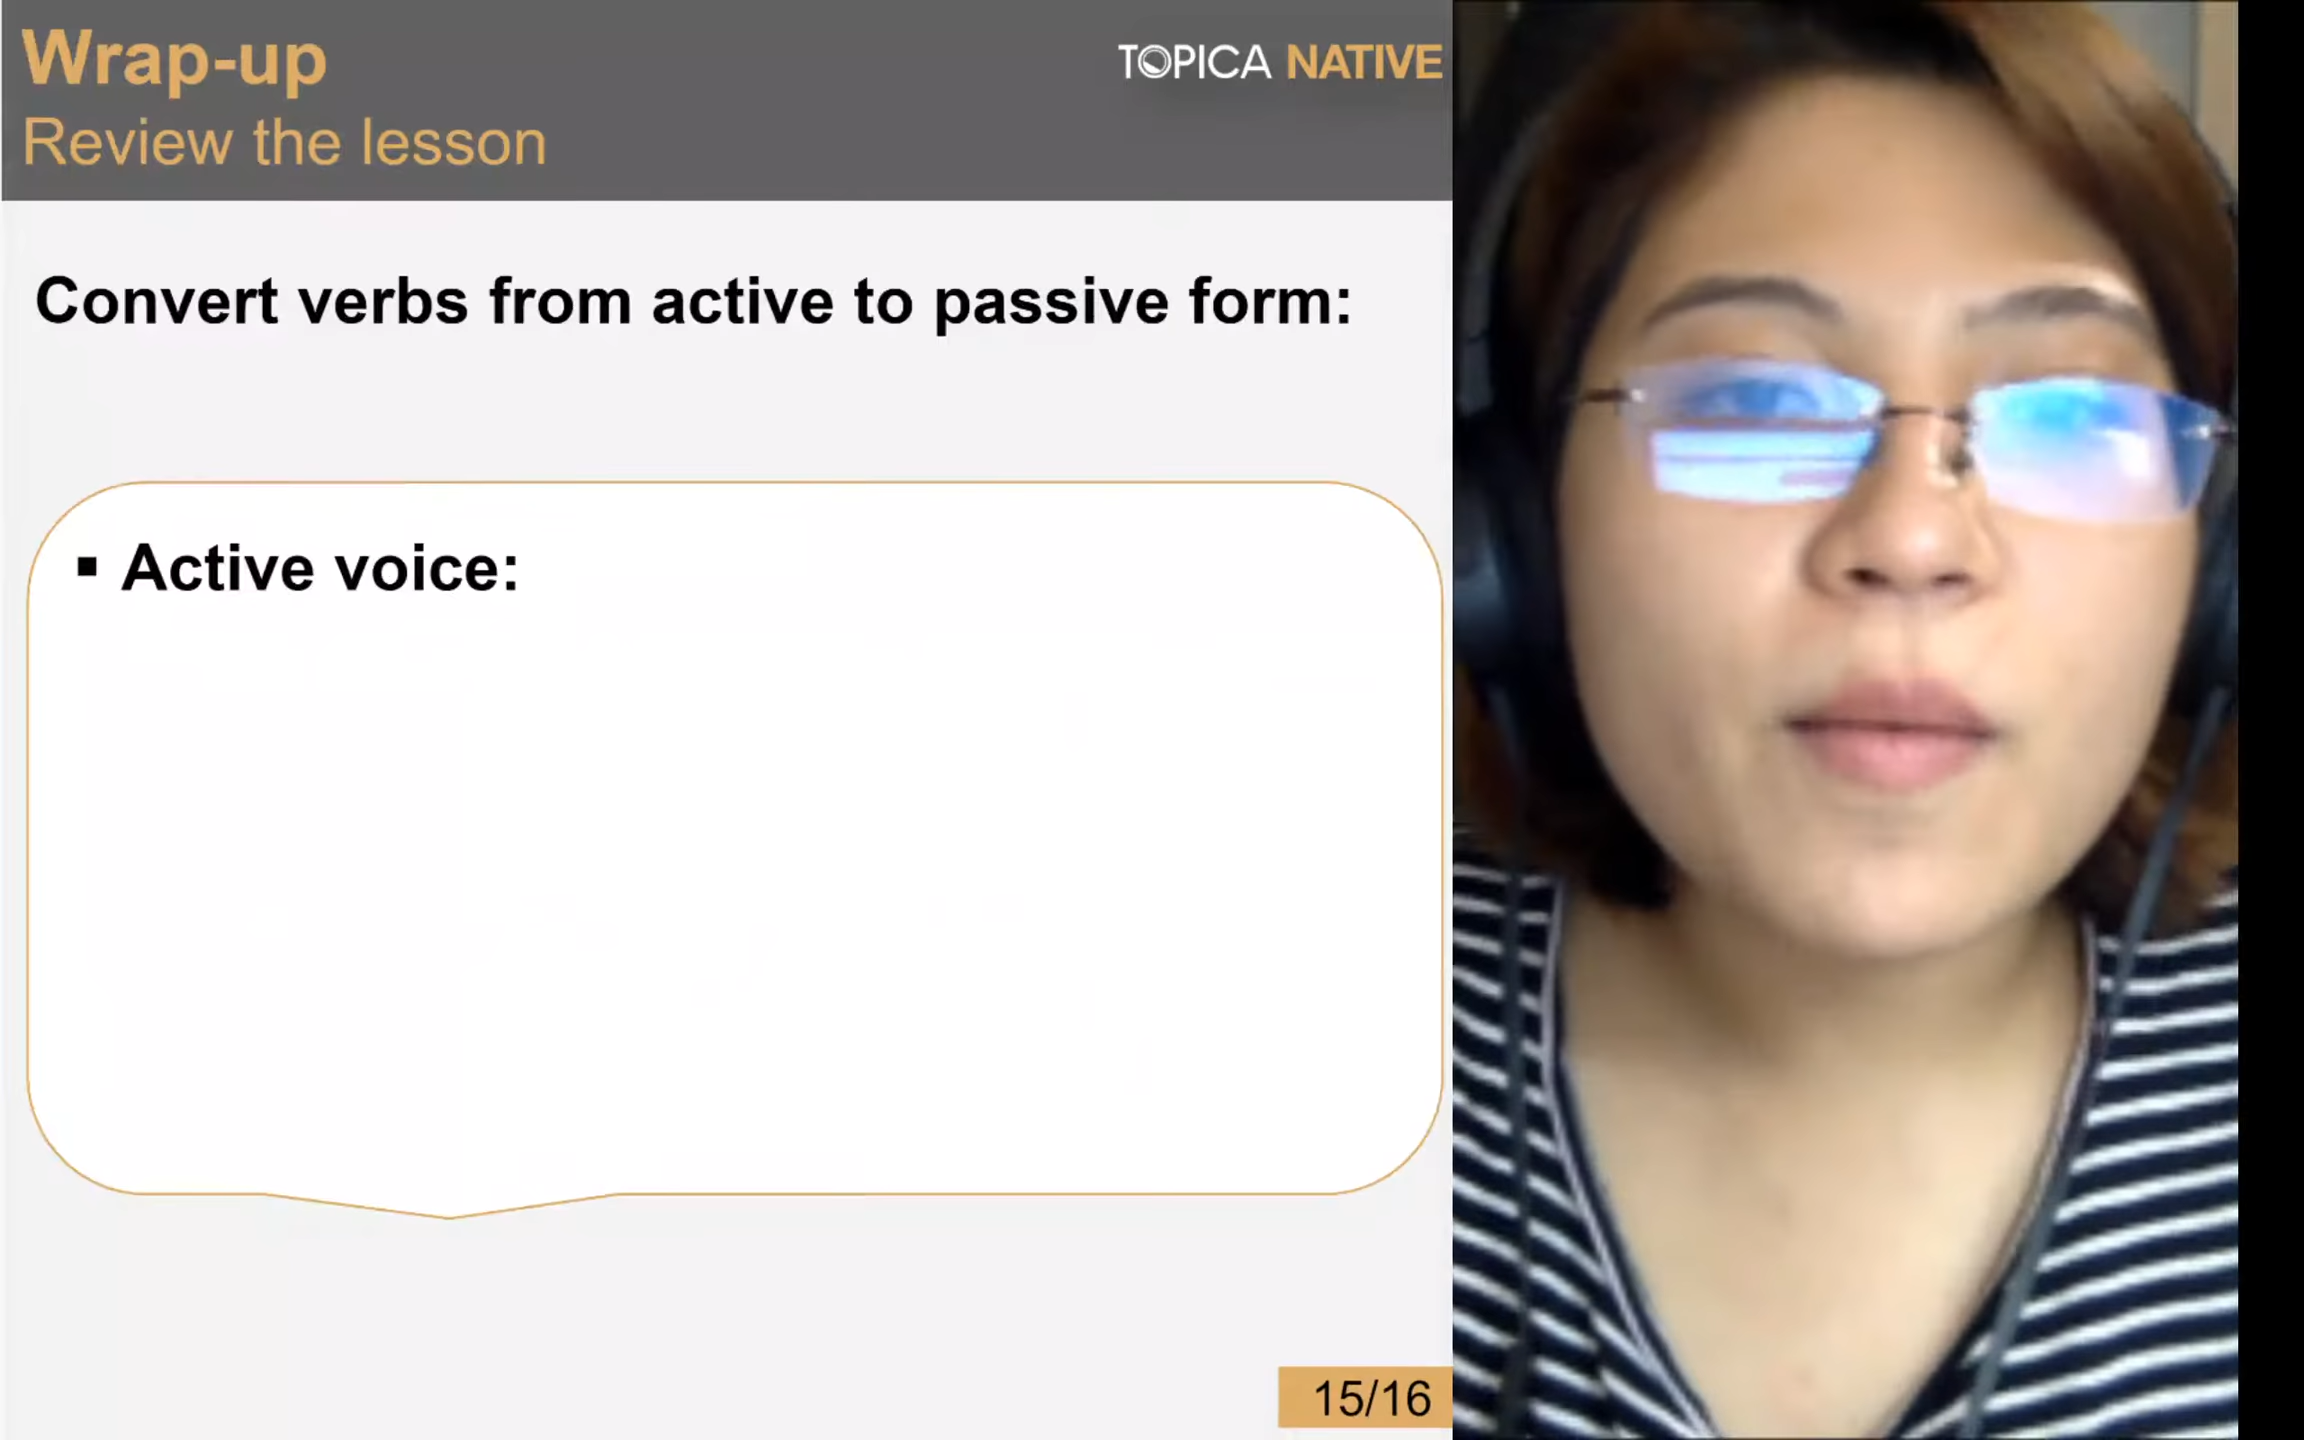 Wrap-up
TOPICA NATIVE
Review the lesson
Convert verbs from active to passive form:
▪ Active voice:
15/16